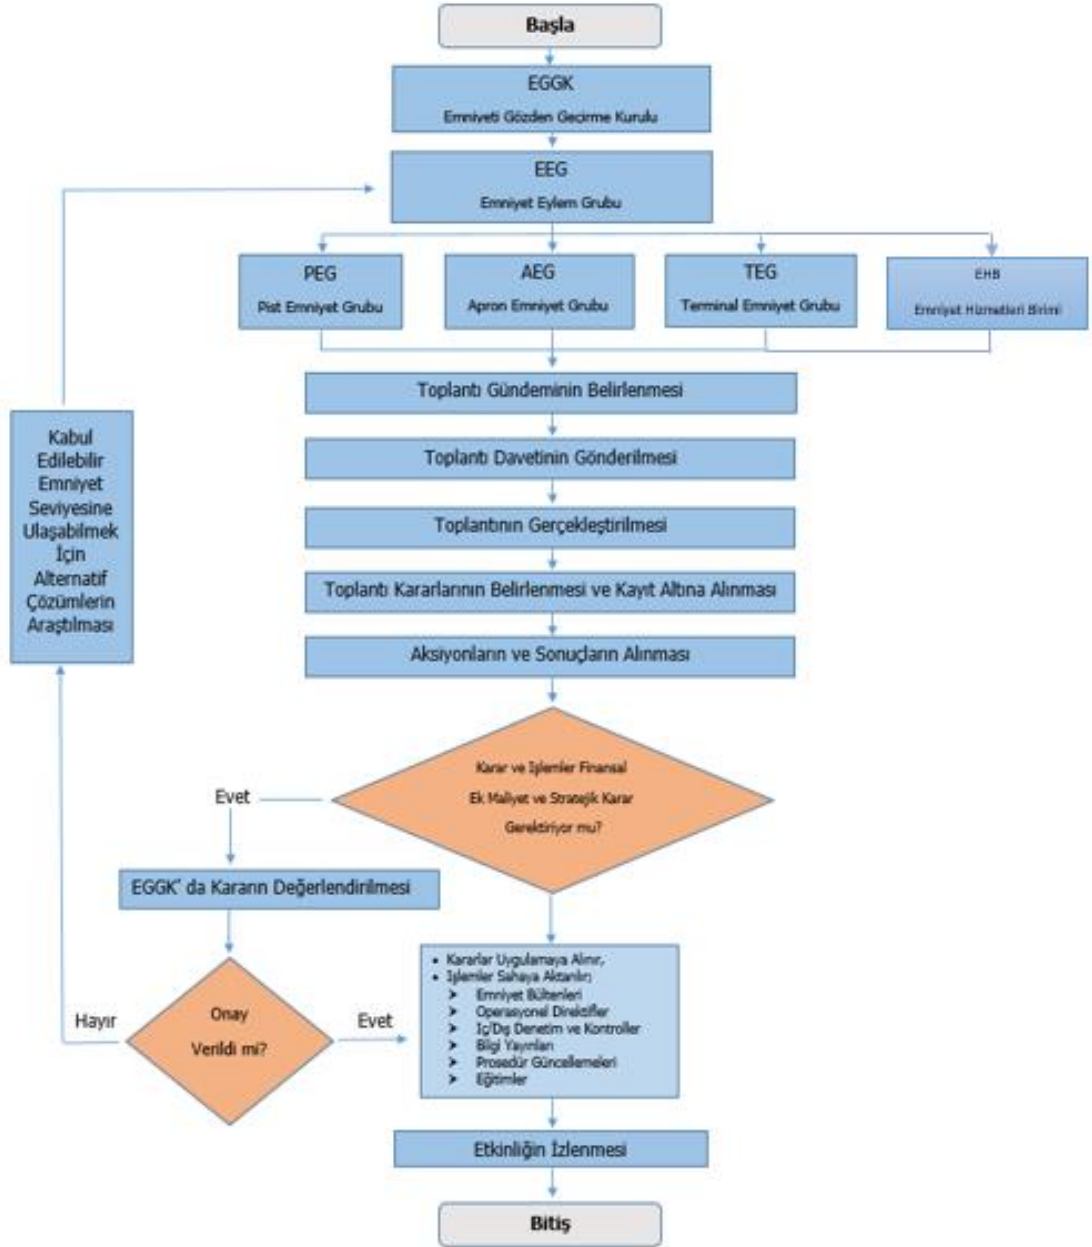 Başla
EGGK
Emniyeti Gözden Geçirme Kurulu
EEG
Emniyet Eylem Grubu
PEG
Pist Emniyet Grubu
AEG
Apron Emniyet Grubu
TEG
Terminal Emniyet Grubu
EHB
Emniyet Hizmetleri Birimi
Toplantı Gündeminin Belirlenmesi
Toplantı Davetinin Gönderilmesi
Toplantının Gerçekleştirilmesi
Toplantı Kararlarının Belirlenmesi ve Kayıt Altına Alınması
Aksiyonların ve Sonuçların Alınması
Kabul
Edilebilir
Emniyet
Seviyesine
Ulaşabilmek
İçin
Alternatif
Çözümlerin
Araştılması
Karar ve İşlemler Finansal
Ek Maliyet ve Stratejik Karar
Gerektiriyor mu?
Evet
EGGK' da Kararın Değerlendirilmesi
Onay
Verildi mi?
Hayır
Evet
• Kararlar Uygulamaya Alınır,
• İşlemler Sahaya Aktarılır;
➤ Emniyet Bültenleri
➤ Operasyonel Direktifler
➤ İç/Dış Denetim ve Kontroller
➤ Bilgi Yayınları
➤ Prosedür Güncellemeleri
➤ Eğitimler
Etkinliğin İzlenmesi
Bitiş